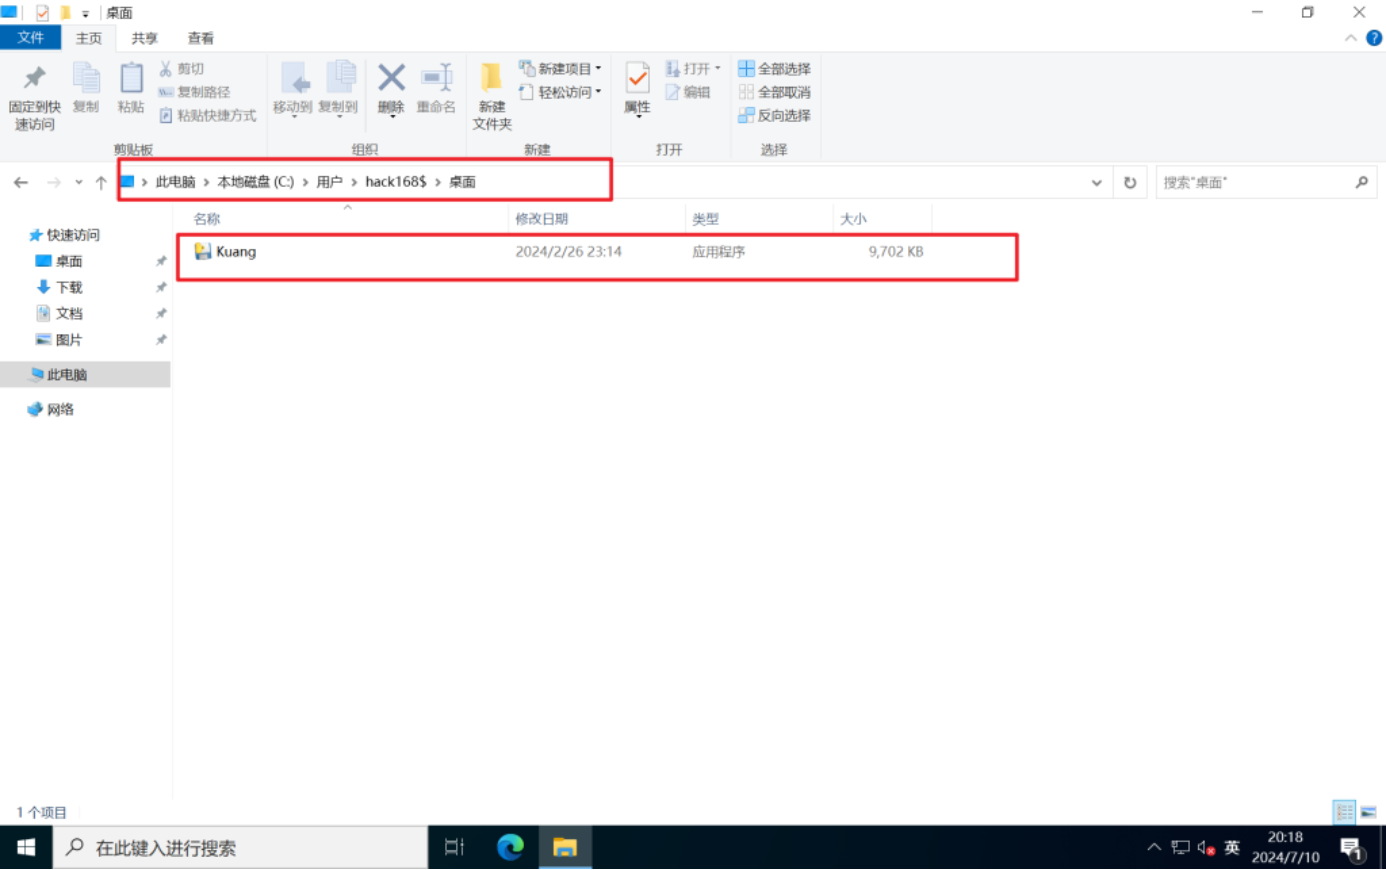 桌面
文件 主页 共享 查看
固定到快速访问
复制
粘贴
剪切
复制路径
粘贴快捷方式
剪贴板
移动到
复制到
删除
重命名
组织
新建
文件夹
新建项目
轻松访问
新建
属性
打开
编辑
打开
全部选择
全部取消
反向选择
选择
此电脑 > 本地磁盘 (C:) > 用户 > hack168$ > 桌面
搜索"桌面"
名称 修改日期 类型 大小
Kuang 2024/2/26 23:14 应用程序 9,702 KB
快速访问
桌面
下载
文档
图片
此电脑
网络
1 个项目
在此键入进行搜索
英
20:18
2024/7/10
1